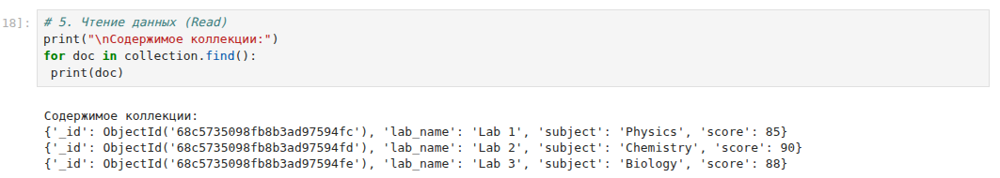 18]:
# 5. Чтение данных (Read)
print("\nСодержимое коллекции:")
for doc in collection.find():
 print(doc)
Содержимое коллекции:
{'_id': ObjectId('68c5735098fb8b3ad97594fc'), 'lab_name': 'Lab 1', 'subject': 'Physics', 'score': 85}
{'_id': ObjectId('68c5735098fb8b3ad97594fd'), 'lab_name': 'Lab 2', 'subject': 'Chemistry', 'score': 90}
{'_id': ObjectId('68c5735098fb8b3ad97594fe'), 'lab_name': 'Lab 3', 'subject': 'Biology', 'score': 88}